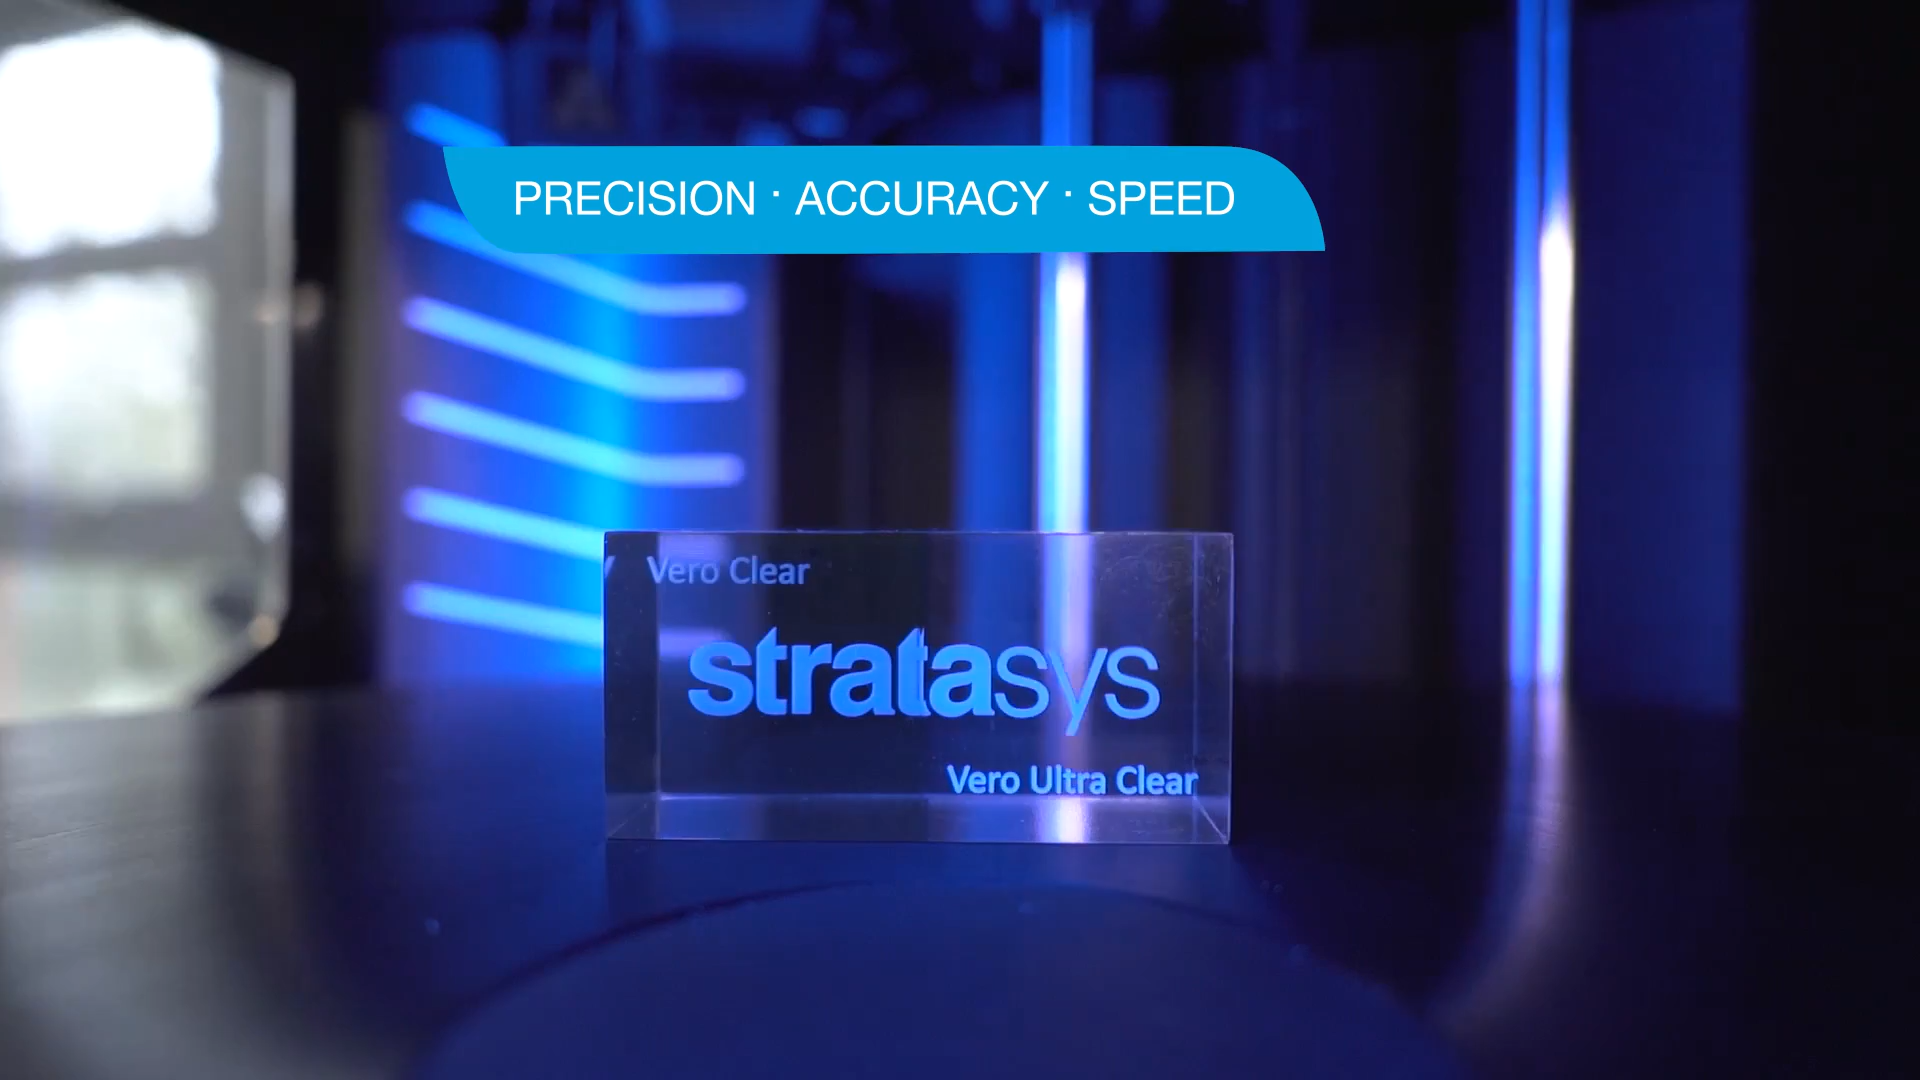 PRECISION · ACCURACY · SPEED
Vero Clear
stratasys
Vero Ultra Clear